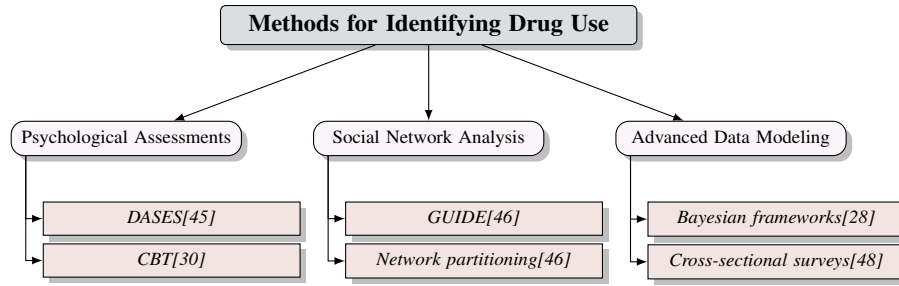 Methods for Identifying Drug Use
Psychological Assessments
Social Network Analysis
Advanced Data Modeling
DASES[45]
GUIDE[46]
Bayesian frameworks[28]
CBT[30]
Network partitioning[46]
Cross-sectional surveys[48]